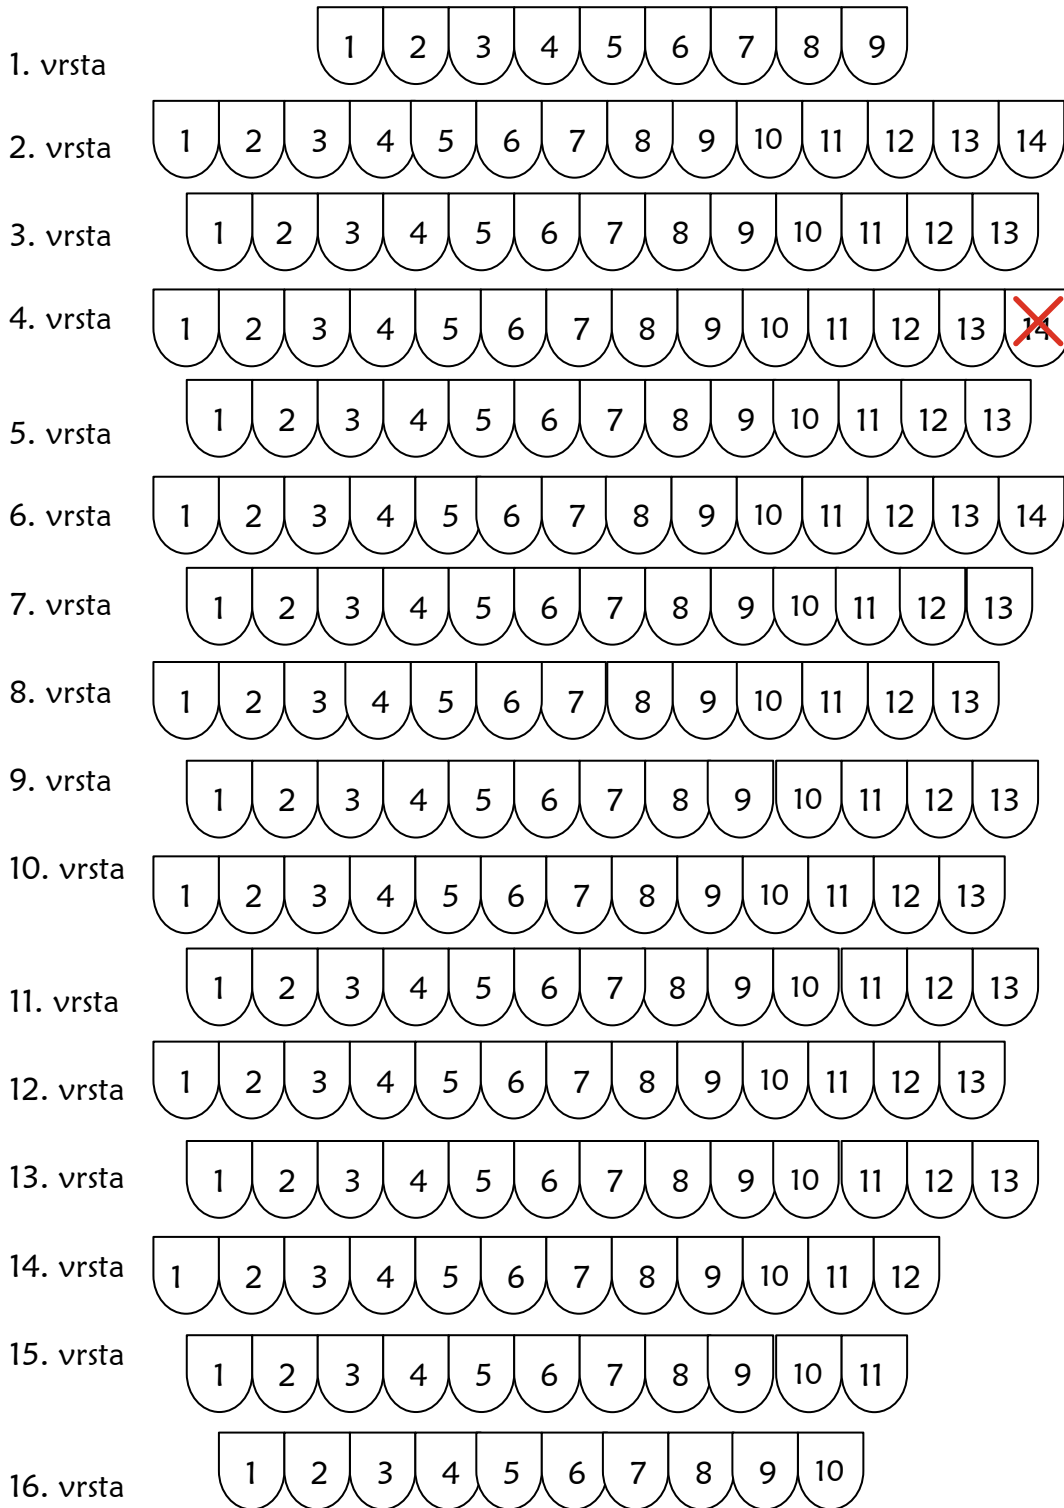 1. vrsta 1 2 3 4 5 6 7 8 9
2. vrsta 1 2 3 4 5 6 7 8 9 10 11 12 13 14
3. vrsta 1 2 3 4 5 6 7 8 9 10 11 12 13
4. vrsta 1 2 3 4 5 6 7 8 9 10 11 12 13 14
5. vrsta 1 2 3 4 5 6 7 8 9 10 11 12 13
6. vrsta 1 2 3 4 5 6 7 8 9 10 11 12 13 14
7. vrsta 1 2 3 4 5 6 7 8 9 10 11 12 13
8. vrsta 1 2 3 4 5 6 7 8 9 10 11 12 13
9. vrsta 1 2 3 4 5 6 7 8 9 10 11 12 13
10. vrsta 1 2 3 4 5 6 7 8 9 10 11 12 13
11. vrsta 1 2 3 4 5 6 7 8 9 10 11 12 13
12. vrsta 1 2 3 4 5 6 7 8 9 10 11 12 13
13. vrsta 1 2 3 4 5 6 7 8 9 10 11 12 13
14. vrsta 1 2 3 4 5 6 7 8 9 10 11 12
15. vrsta 1 2 3 4 5 6 7 8 9 10 11
16. vrsta 1 2 3 4 5 6 7 8 9 10